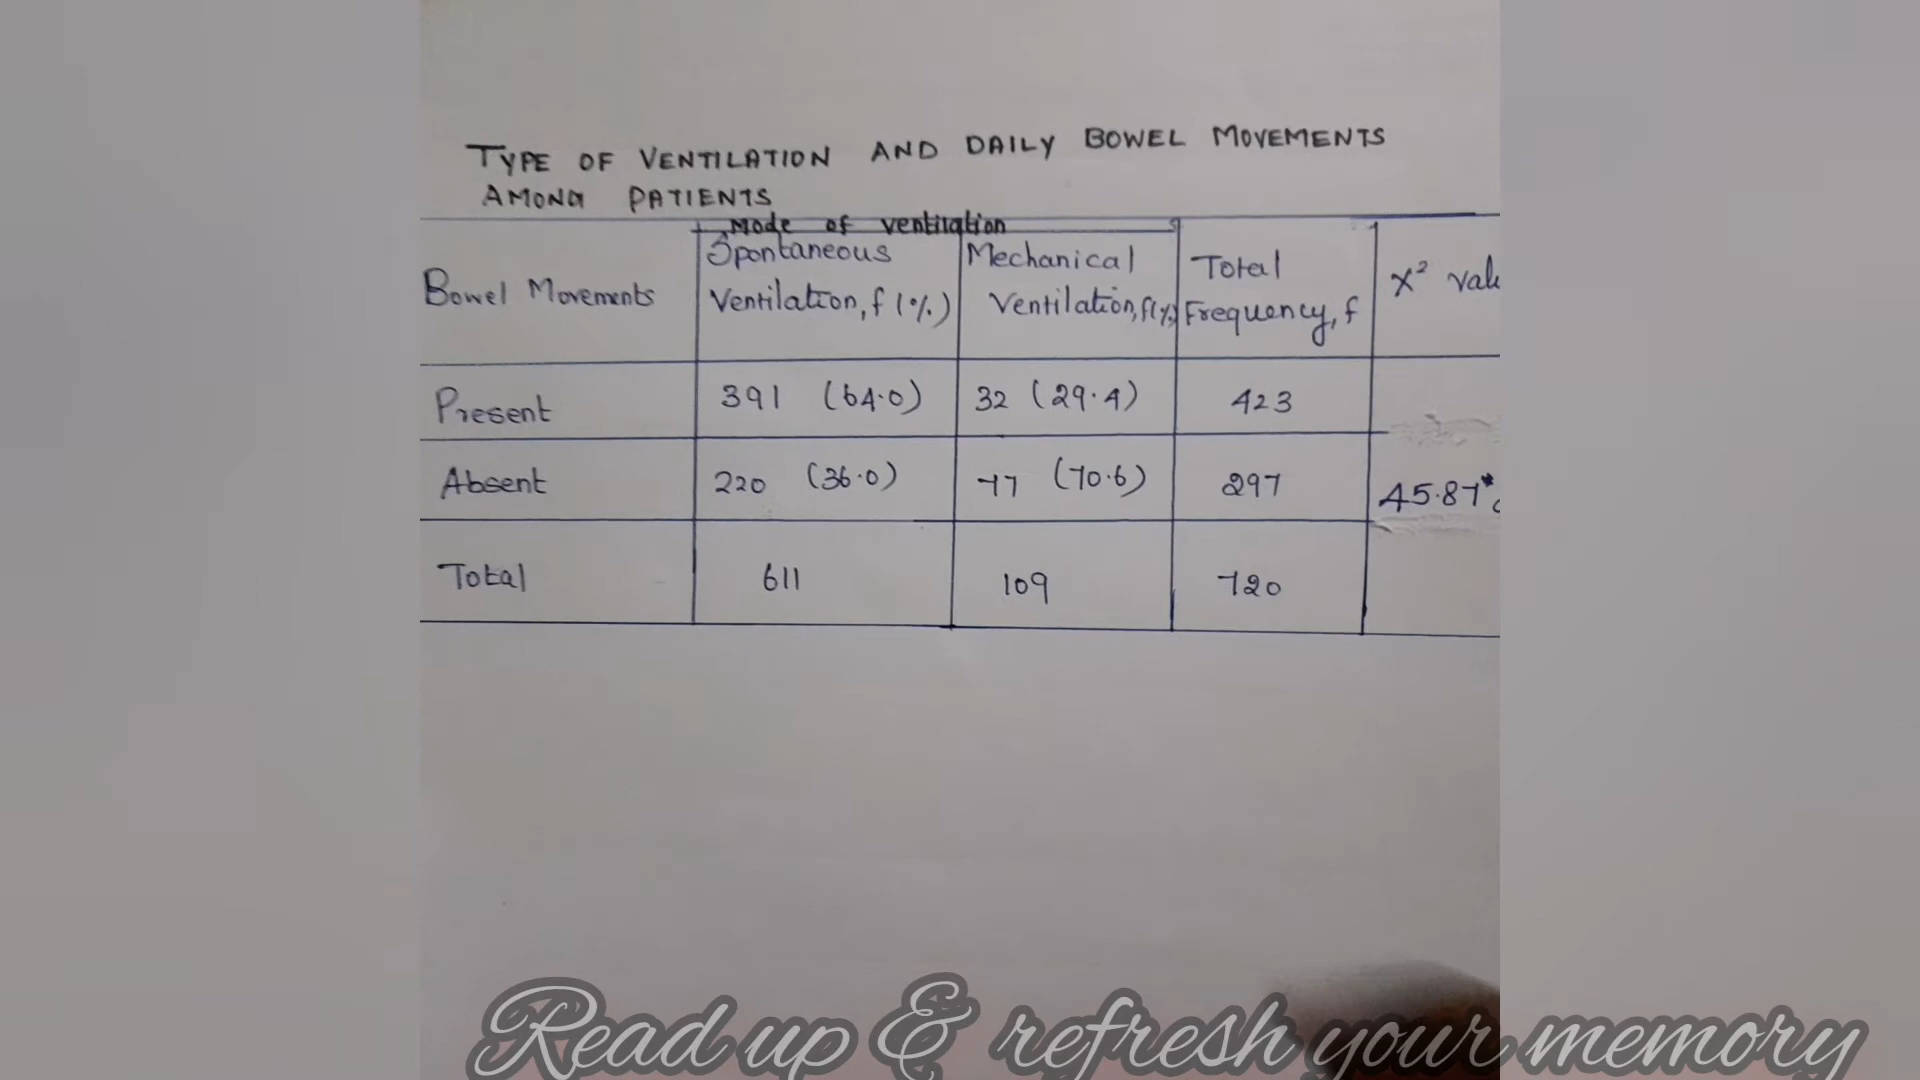 TYPE OF VENTILATION AND DAILY BOWEL MOVEMENTS
AMONG PATIENTS
Mode of ventilation
Bowel Movements
Spontaneous
Ventilation, f (%)
Mechanical
Ventilation, f(%)
Total
Frequency, f
X² valu
Present 391 (64.0) 32 (29.4) 423
Absent 220 (36.0) 77 (70.6) 297 45.87*
Total 611 109 720
Read up & refresh your memory